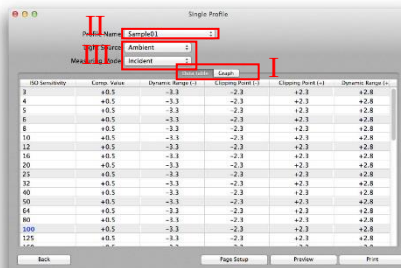 Single Profile
II
Profile Name: Sample01
Light Source: Ambient
III
Measuring Mode: Incident
I
Data table Graph
ISO Sensitivity Comp. Value Dynamic Range (-) Clipping Point (-) Clipping Point (+) Dynamic Range (+)
3 +0.5 -3.3 -2.3 +2.3 +2.8
4 +0.5 -3.3 -2.3 +2.3 +2.8
5 +0.5 -3.3 -2.3 +2.3 +2.8
6 +0.5 -3.3 -2.3 +2.3 +2.8
8 +0.5 -3.3 -2.3 +2.3 +2.8
10 +0.5 -3.3 -2.3 +2.3 +2.8
12 +0.5 -3.3 -2.3 +2.3 +2.8
16 +0.5 -3.3 -2.3 +2.3 +2.8
20 +0.5 -3.3 -2.3 +2.3 +2.8
25 +0.5 -3.3 -2.3 +2.3 +2.8
32 +0.5 -3.3 -2.3 +2.3 +2.8
40 +0.5 -3.3 -2.3 +2.3 +2.8
50 +0.5 -3.3 -2.3 +2.3 +2.8
64 +0.5 -3.3 -2.3 +2.3 +2.8
80 +0.5 -3.3 -2.3 +2.3 +2.8
100 +0.5 -3.3 -2.3 +2.3 +2.8
125 +0.5 -3.3 -2.3 +2.3 +2.8
Back Page Setup Preview Print